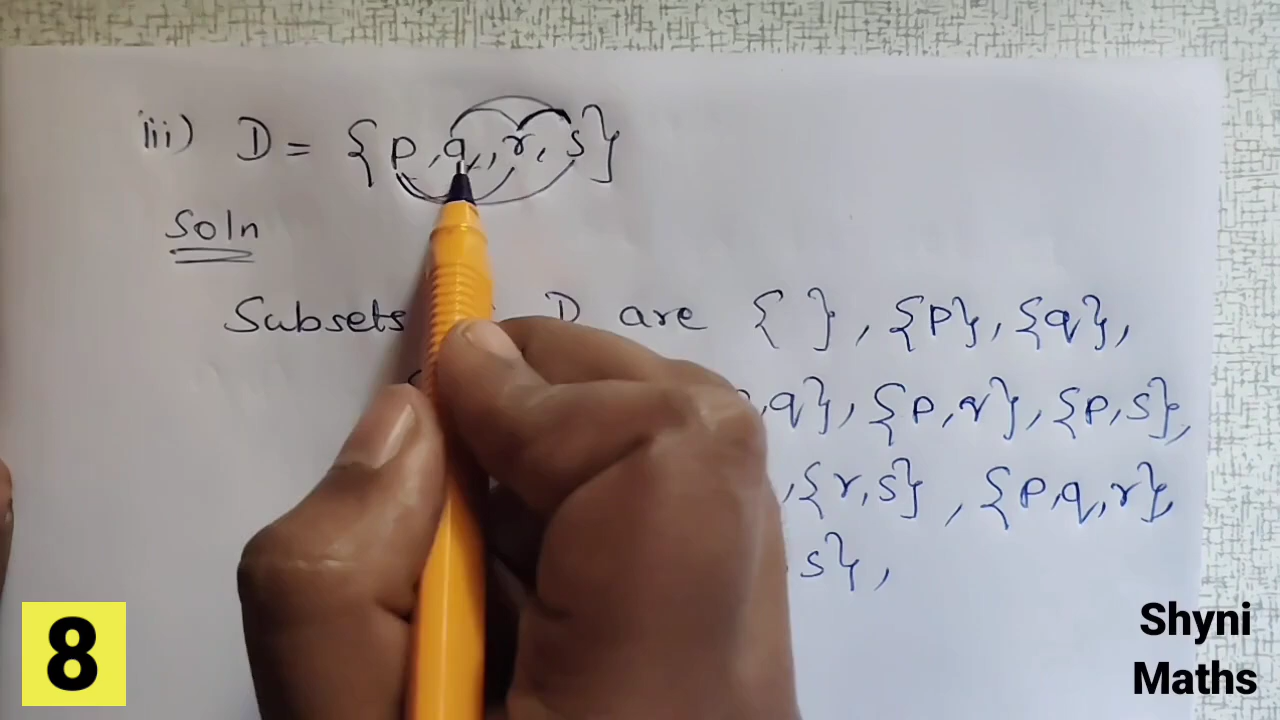 iii) D = {p, q, r, s}
Soln
Subsets D are { }, {p}, {q},
,q}, {p,r}, {p,s},
,{r,s}, {p,q,r},
s},
8
Shyni
Maths